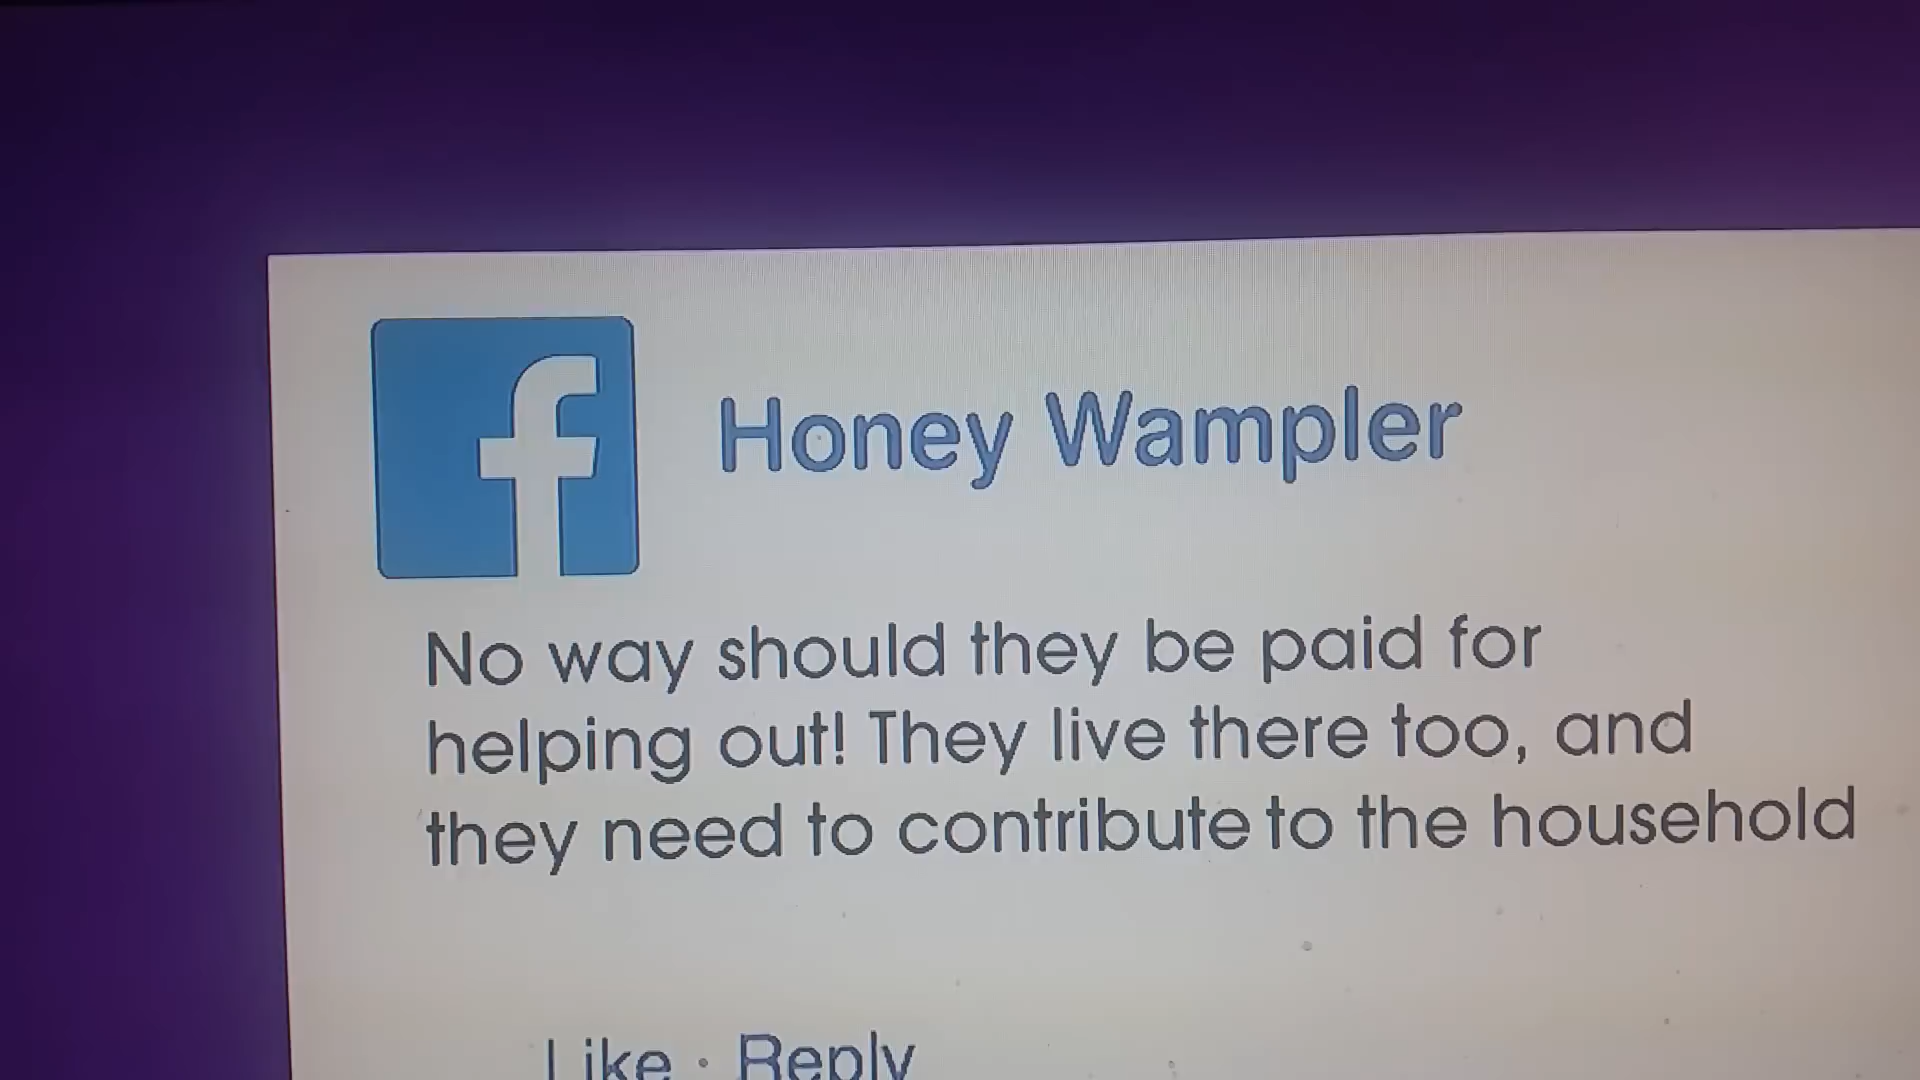 Honey Wampler
No way should they be paid for
helping out! They live there too, and
they need to contribute to the household
Like · Reply